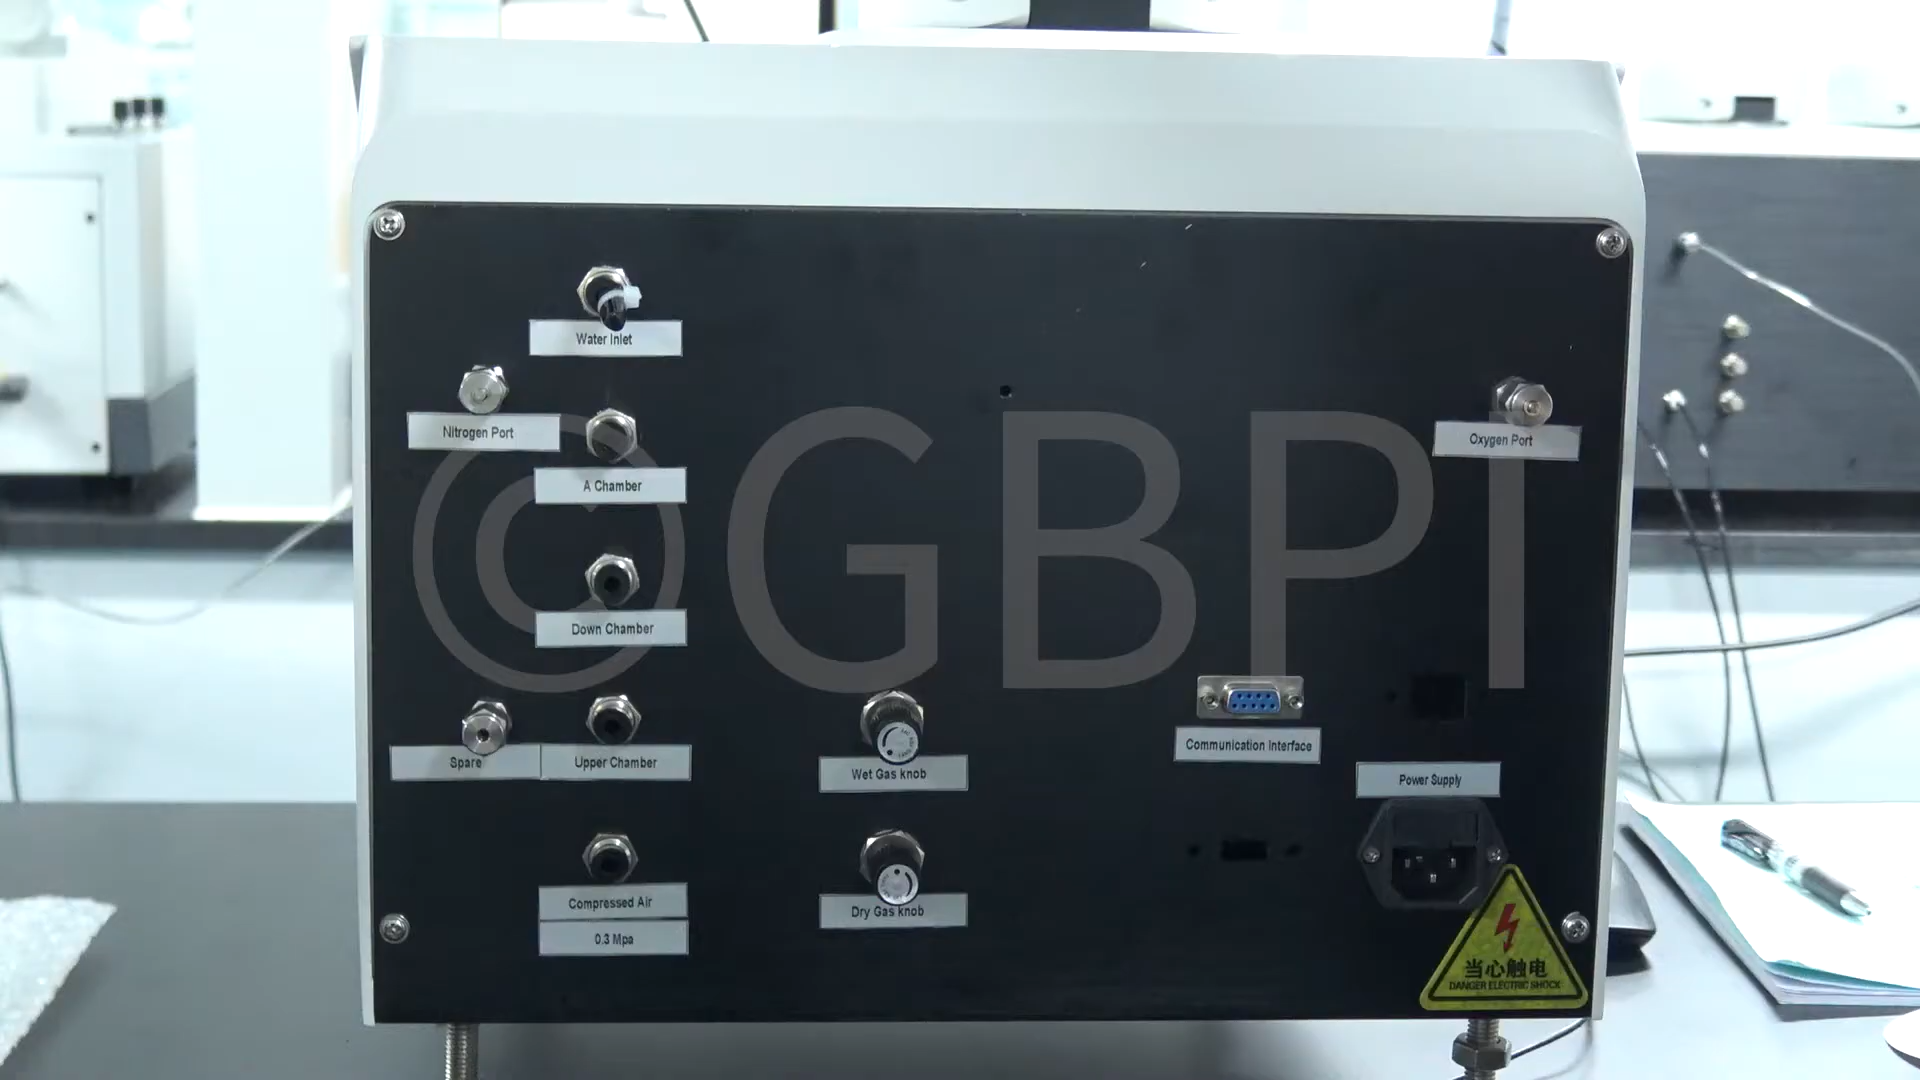 Water Inlet
Nitrogen Port
A Chamber
Oxygen Port
©GBPI
Down Chamber
Spare
Upper Chamber
Wet Gas knob
Communication Interface
Power Supply
Compressed Air
0.3 Mpa
Dry Gas knob
当心触电
DANGER ELECTRIC SHOCK